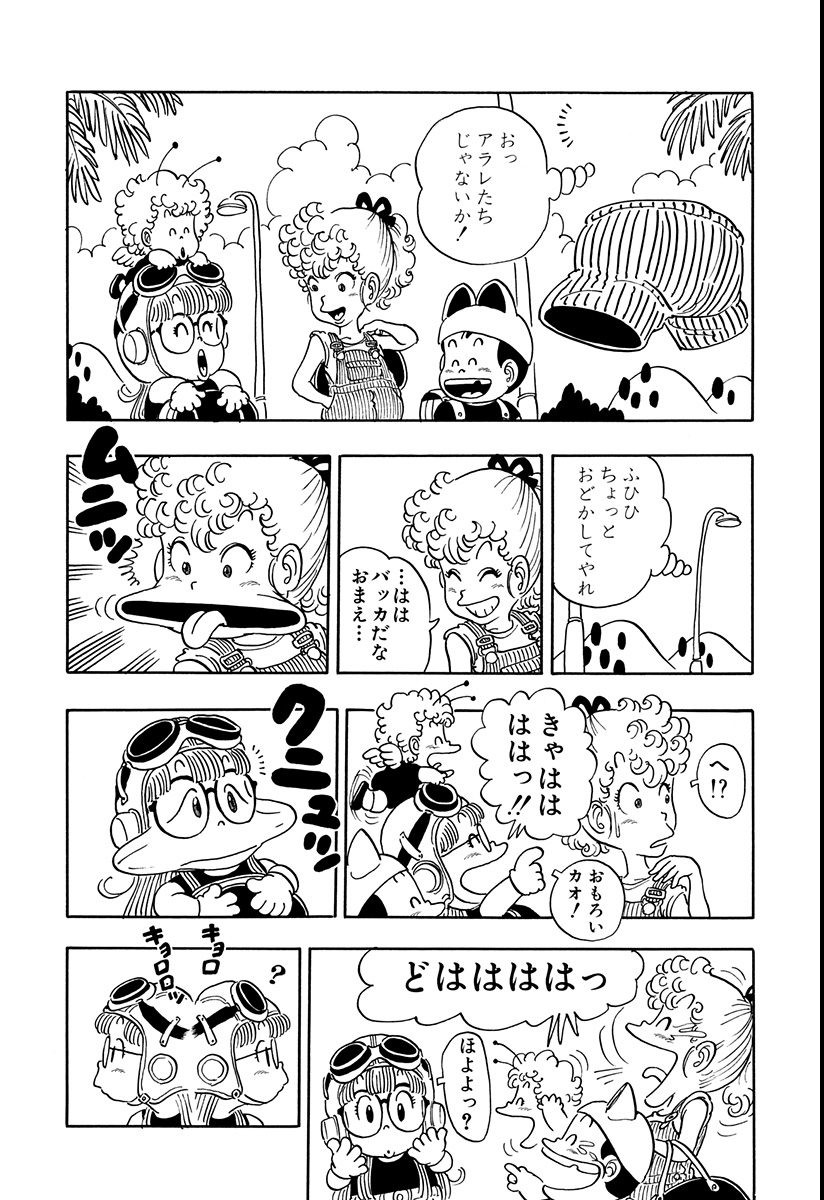 おっ
アラレたち
じゃないか！
ふひひ
ちょっと
おどかしてやれ
…はは
バッカだな
おまえ…
ムニッ
へ!?
きゃはは
ははっ!!
おもろい
カオ！
クニュッ
どはははははっ
ほよよっ？
？
キョロ
キョロロッ